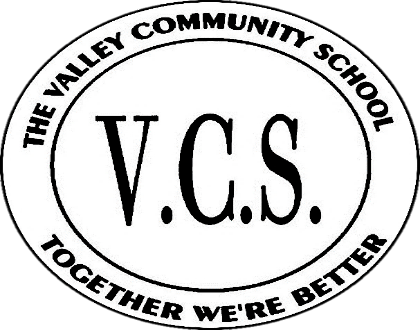 THE VALLEY COMMUNITY SCHOOL
V.C.S.
TOGETHER WE'RE BETTER